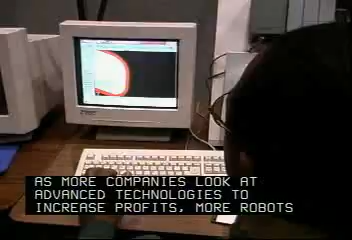 AS MORE COMPANIES LOOK AT
ADVANCED TECHNOLOGIES TO
INCREASE PROFITS, MORE ROBOTS